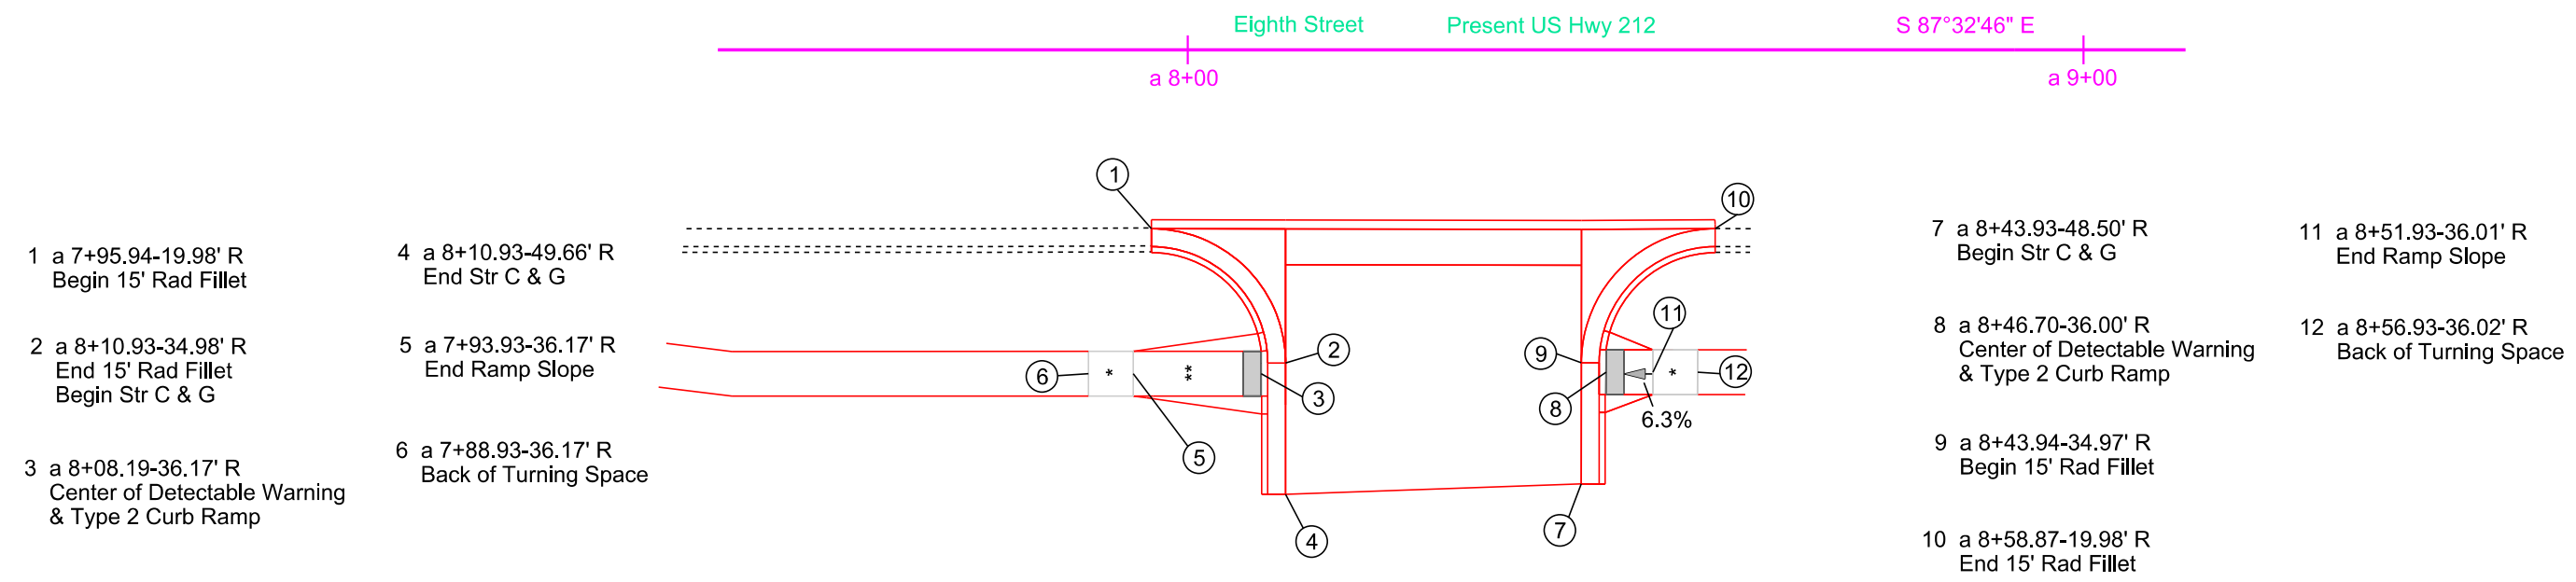 Eighth Street Present US Hwy 212 S 87°32'46" E
a 8+00 a 9+00
1 a 7+95.94-19.98' R
Begin 15' Rad Fillet
2 a 8+10.93-34.98' R
End 15' Rad Fillet
Begin Str C & G
3 a 8+08.19-36.17' R
Center of Detectable Warning
& Type 2 Curb Ramp
4 a 8+10.93-49.66' R
End Str C & G
5 a 7+93.93-36.17' R
End Ramp Slope
6 a 7+88.93-36.17' R
Back of Turning Space
1
10
11
2
9
6
*
**
*
12
3
8
6.3%
5
4
7
7 a 8+43.93-48.50' R
Begin Str C & G
8 a 8+46.70-36.00' R
Center of Detectable Warning
& Type 2 Curb Ramp
9 a 8+43.94-34.97' R
Begin 15' Rad Fillet
10 a 8+58.87-19.98' R
End 15' Rad Fillet
11 a 8+51.93-36.01' R
End Ramp Slope
12 a 8+56.93-36.02' R
Back of Turning Space